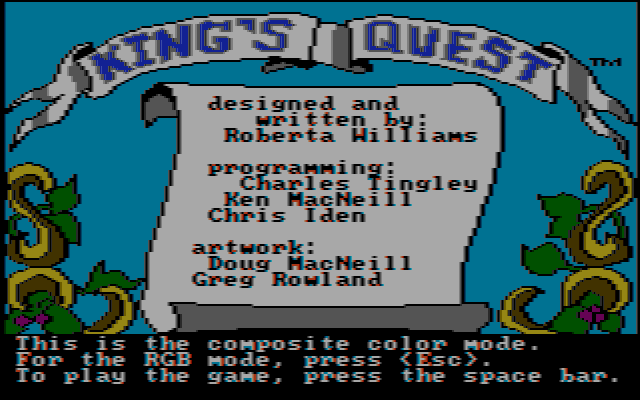 KING'S QUEST™
designed and
written by:
Roberta Williams
programming:
Charles Tingley
Ken MacNeill
Chris Iden
artwork:
Doug MacNeill
Greg Rowland
This is the composite color mode.
For the RGB mode, press {Esc}.
To play the game, press the space bar.